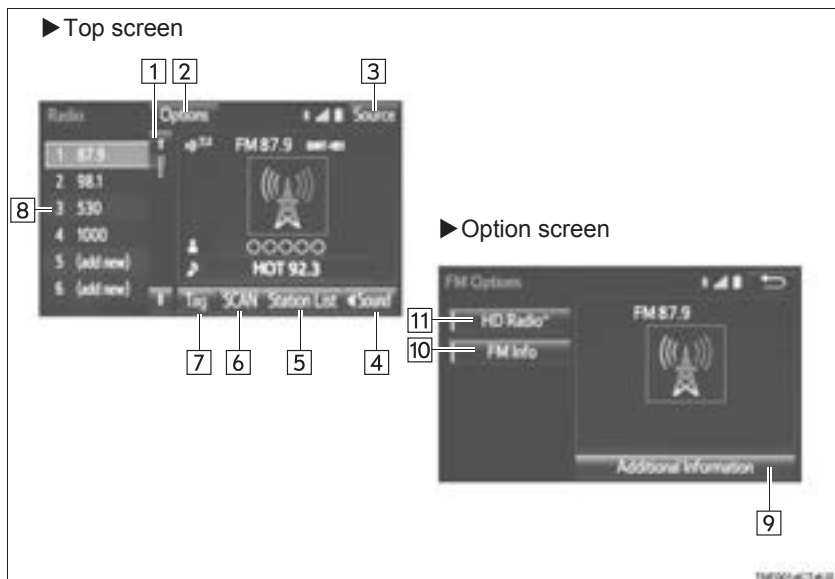 ▶Top screen
1 2 3
Radio Options Source
FM 87.9
1 87.9
2 98.1
8 3 530
4 1000
5 (add new)
6 (add new)
HOT 92.3
Tag SCAN Station List Sound
7 6 5 4
▶Option screen
FM Options
11 HD Radio
10 FM Info
FM 87.9
Additional Information
9